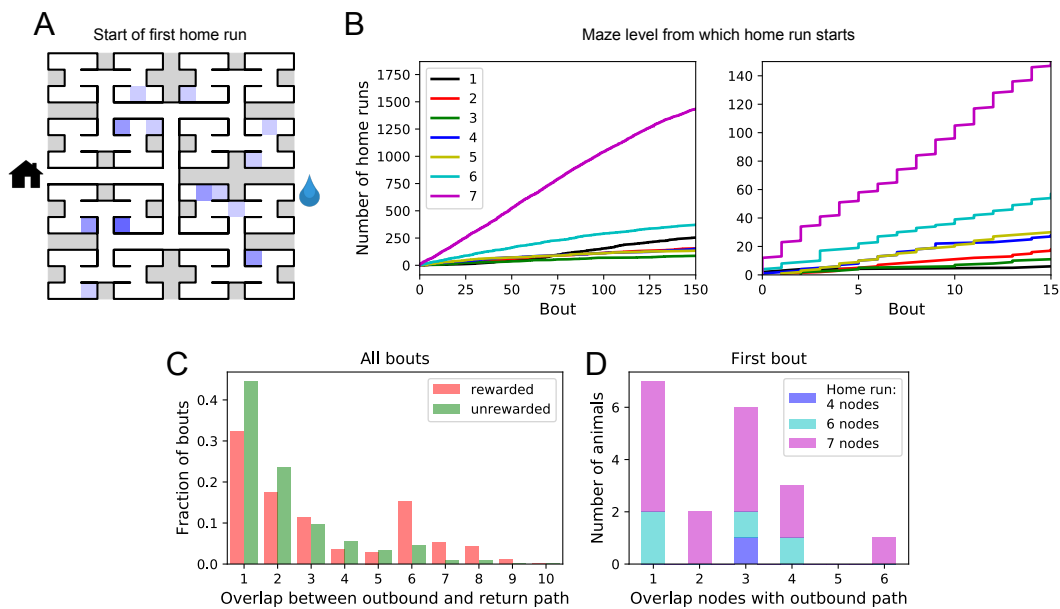 A
Start of first home run
B
Maze level from which home run starts
Number of home runs
1750
1500
1250
1000
750
500
250
0
1
2
3
4
5
6
7
0 25 50 75 100 125 150
Bout
140
120
100
80
60
40
20
0
0 5 10 15
Bout
C
All bouts
Fraction of bouts
0.4
0.3
0.2
0.1
0.0
rewarded
unrewarded
1 2 3 4 5 6 7 8 9 10
Overlap between outbound and return path
D
First bout
Number of animals
6
4
2
0
Home run:
4 nodes
6 nodes
7 nodes
1 2 3 4 5 6
Overlap nodes with outbound path